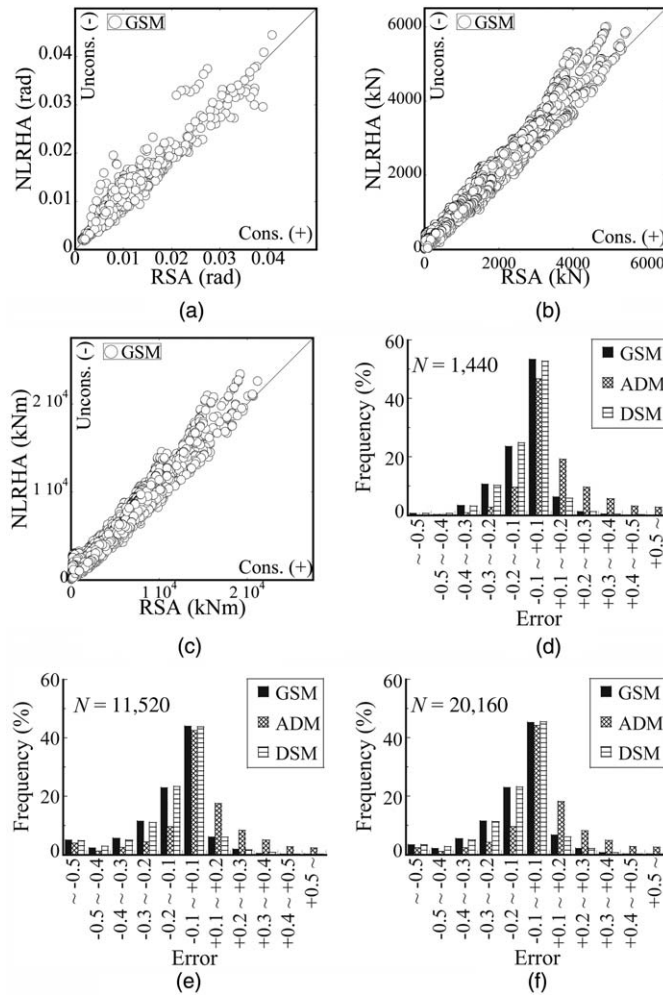 Uncons. (-)
GSM
0.04
0.03
0.02
0.01
0
NLRHA (rad)
Cons. (+)
0 0.01 0.02 0.03 0.04
RSA (rad)
(a)
Uncons. (-)
GSM
6000
4000
2000
0
NLRHA (kN)
Cons. (+)
0 2000 4000 6000
RSA (kN)
(b)
Uncons. (-)
GSM
2 10⁴
1 10⁴
0
NLRHA (kNm)
Cons. (+)
0 1 10⁴ 2 10⁴
RSA (kNm)
(c)
60
40
20
0
Frequency (%)
N = 1,440
GSM
ADM
DSM
~ -0.5
-0.5 ~ -0.4
-0.4 ~ -0.3
-0.3 ~ -0.2
-0.2 ~ -0.1
-0.1 ~ +0.1
+0.1 ~ +0.2
+0.2 ~ +0.3
+0.3 ~ +0.4
+0.4 ~ +0.5
+0.5 ~
Error
(d)
60
40
20
0
Frequency (%)
N = 11,520
GSM
ADM
DSM
~ -0.5
-0.5 ~ -0.4
-0.4 ~ -0.3
-0.3 ~ -0.2
-0.2 ~ -0.1
-0.1 ~ +0.1
+0.1 ~ +0.2
+0.2 ~ +0.3
+0.3 ~ +0.4
+0.4 ~ +0.5
+0.5 ~
Error
(e)
60
40
20
0
Frequency (%)
N = 20,160
GSM
ADM
DSM
~ -0.5
-0.5 ~ -0.4
-0.4 ~ -0.3
-0.3 ~ -0.2
-0.2 ~ -0.1
-0.1 ~ +0.1
+0.1 ~ +0.2
+0.2 ~ +0.3
+0.3 ~ +0.4
+0.4 ~ +0.5
+0.5 ~
Error
(f)